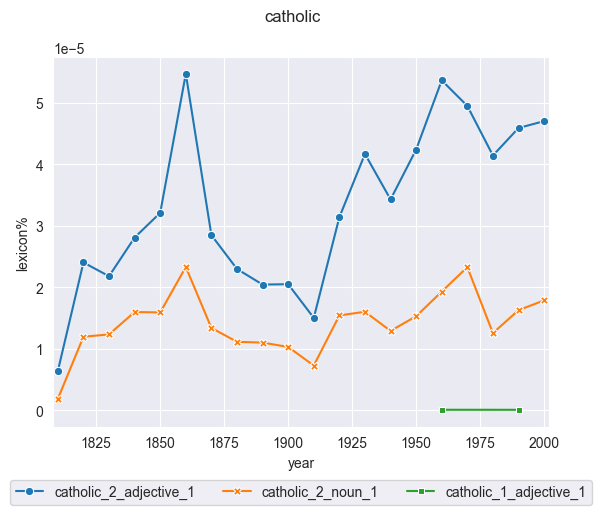 catholic
1e−5
5
4
3
2
1
0
lexicon%
1825 1850 1875 1900 1925 1950 1975 2000
year
catholic_2_adjective_1 catholic_2_noun_1 catholic_1_adjective_1